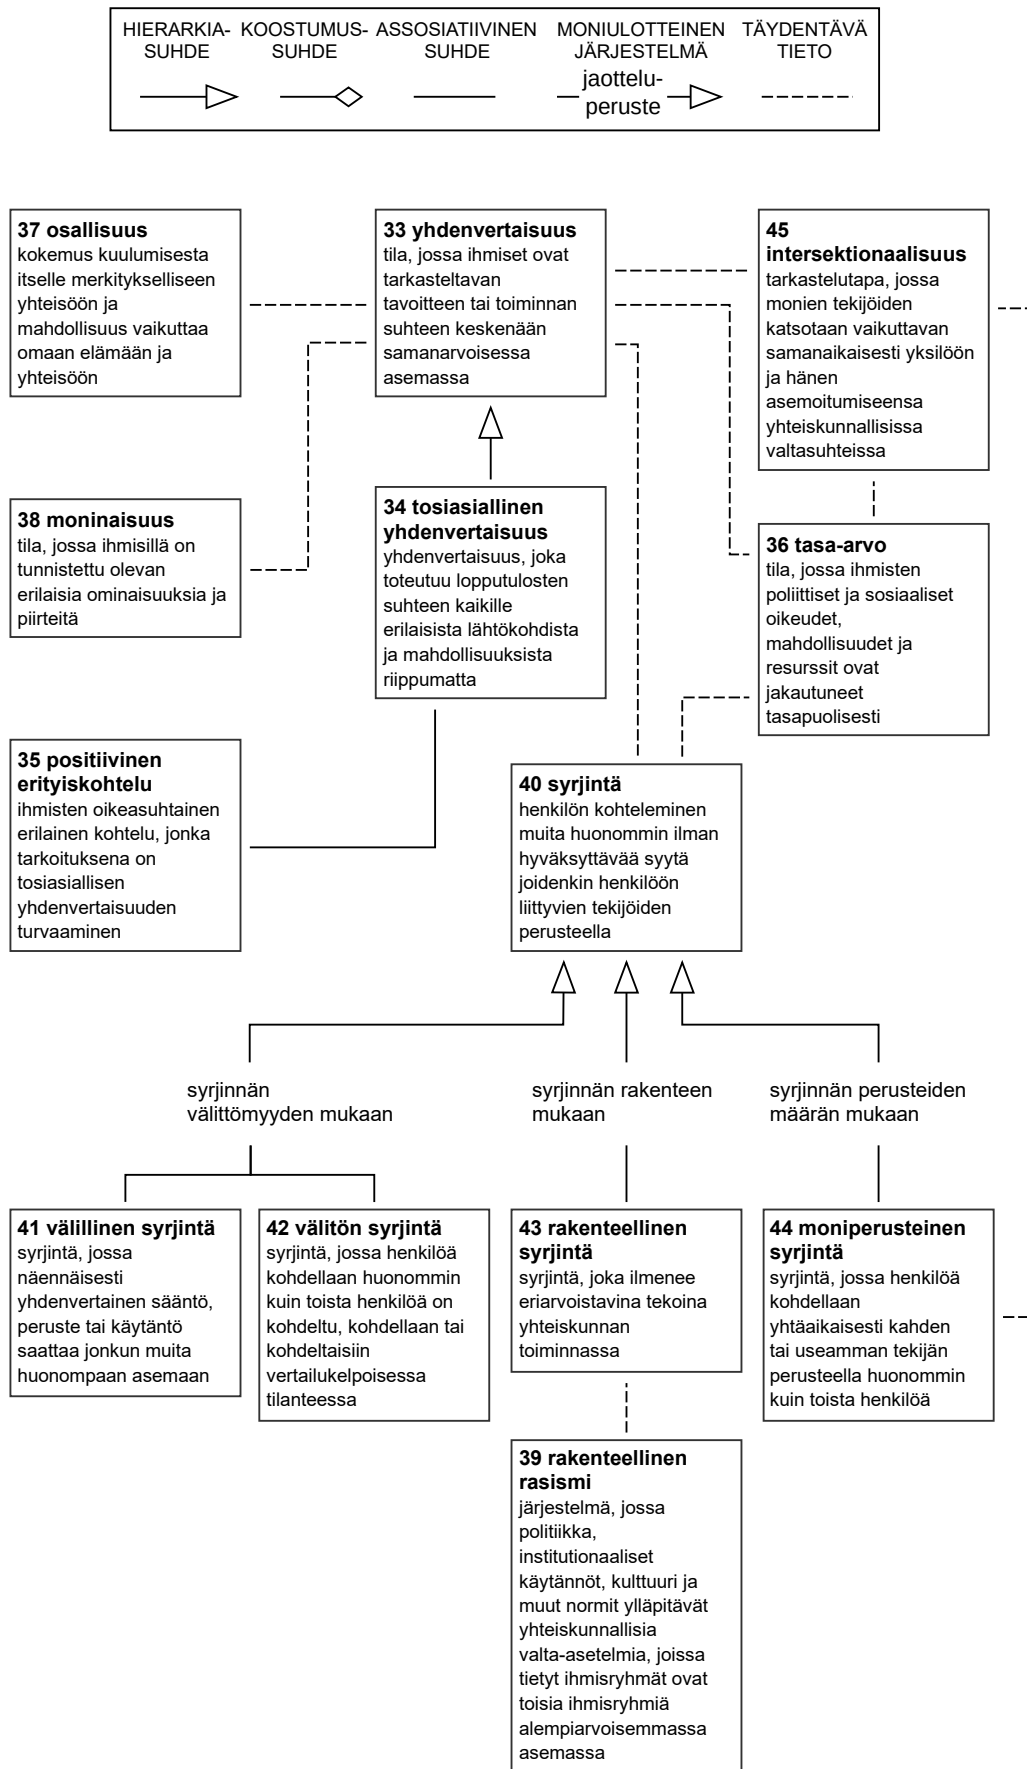 HIERARKIA-
SUHDE
KOOSTUMUS-
SUHDE
ASSOSIATIIVINEN
SUHDE
MONIULOTTEINEN
JÄRJESTELMÄ
jaottelu-
peruste
TÄYDENTÄVÄ
TIETO
37 osallisuus
kokemus kuulumisesta
itselle merkitykselliseen
yhteisöön ja
mahdollisuus vaikuttaa
omaan elämään ja
yhteisöön
33 yhdenvertaisuus
tila, jossa ihmiset ovat
tarkasteltavan
tavoitteen tai toiminnan
suhteen keskenään
samanarvoisessa
asemassa
45
intersektionaalisuus
tarkastelutapa, jossa
monien tekijöiden
katsotaan vaikuttavan
samanaikaisesti yksilöön
ja hänen
asemoitumiseensa
yhteiskunnallisissa
valtasuhteissa
38 moninaisuus
tila, jossa ihmisillä on
tunnistettu olevan
erilaisia ominaisuuksia ja
piirteitä
34 tosiasiallinen
yhdenvertaisuus
yhdenvertaisuus, joka
toteutuu lopputulosten
suhteen kaikille
erilaisista lähtökohdista
ja mahdollisuuksista
riippumatta
36 tasa-arvo
tila, jossa ihmisten
poliittiset ja sosiaaliset
oikeudet,
mahdollisuudet ja
resurssit ovat
jakautuneet
tasapuolisesti
35 positiivinen
erityiskohtelu
ihmisten oikeasuhtainen
erilainen kohtelu, jonka
tarkoituksena on
tosiasiallisen
yhdenvertaisuuden
turvaaminen
40 syrjintä
henkilön kohteleminen
muita huonommin ilman
hyväksyttävää syytä
joidenkin henkilöön
liittyvien tekijöiden
perusteella
syrjinnän
välittömyyden mukaan
syrjinnän rakenteen
mukaan
syrjinnän perusteiden
määrän mukaan
41 välillinen syrjintä
syrjintä, jossa
näennäisesti
yhdenvertainen sääntö,
peruste tai käytäntö
saattaa jonkun muita
huonompaan asemaan
42 välitön syrjintä
syrjintä, jossa henkilöä
kohdellaan huonommin
kuin toista henkilöä on
kohdeltu, kohdellaan tai
kohdeltaisiin
vertailukelpoisessa
tilanteessa
43 rakenteellinen
syrjintä
syrjintä, joka ilmenee
eriarvoistavina tekoina
yhteiskunnan
toiminnassa
44 moniperusteinen
syrjintä
syrjintä, jossa henkilöä
kohdellaan
yhtäaikaisesti kahden
tai useamman tekijän
perusteella huonommin
kuin toista henkilöä
39 rakenteellinen
rasismi
järjestelmä, jossa
politiikka,
institutionaaliset
käytännöt, kulttuuri ja
muut normit ylläpitävät
yhteiskunnallisia
valta-asetelmia, joissa
tietyt ihmisryhmät ovat
toisia ihmisryhmiä
alempiarvoisemmassa
asemassa